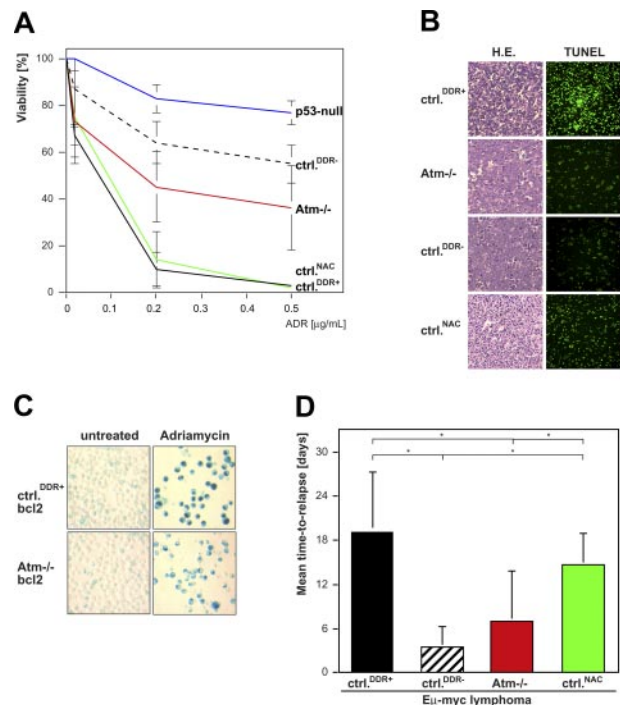 A
Viability [%]
100
80
60
40
20
0
0
0.1
0.2
0.3
0.4
0.5
ADR [µg/mL]
p53-null
ctrl.DDR-
Atm-/-
ctrl.NAC
ctrl.DDR+
B
H.E. TUNEL
ctrl.DDR+
Atm-/-
ctrl.DDR-
ctrl.NAC
C
untreated Adriamycin
ctrl.DDR+
bcl2
Atm-/-
bcl2
D
Mean time-to-relapse [days]
30
24
18
12
6
0
* *
* *
ctrl.DDR+ ctrl.DDR- Atm-/- ctrl.NAC
Eµ-myc lymphoma